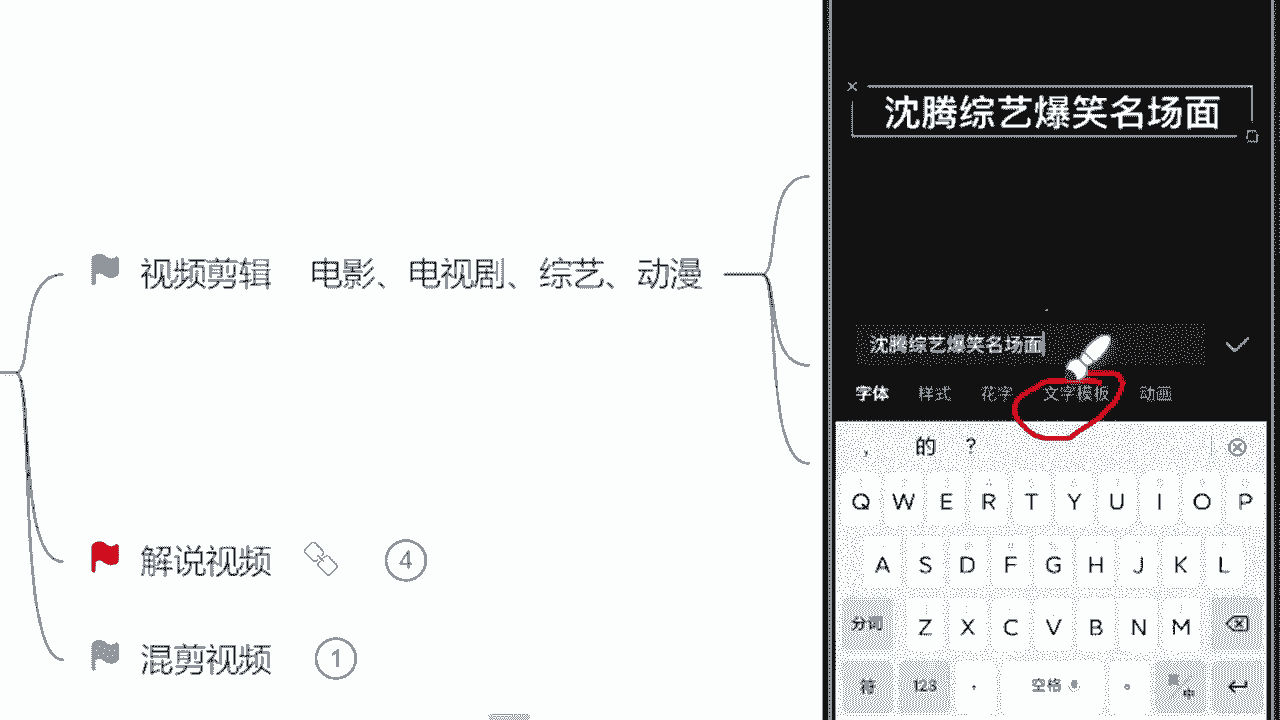 视频剪辑 电影、电视剧、综艺、动漫
解说视频 4
混剪视频 1
沈腾综艺爆笑名场面
沈腾综艺爆笑名场面
字体 样式 花字 文字模板 动画
, 的 ?
Q W E R T Y U I O P
A S D F G H J K L
分词 Z X C V B N M
符 123 , 空格 。 中